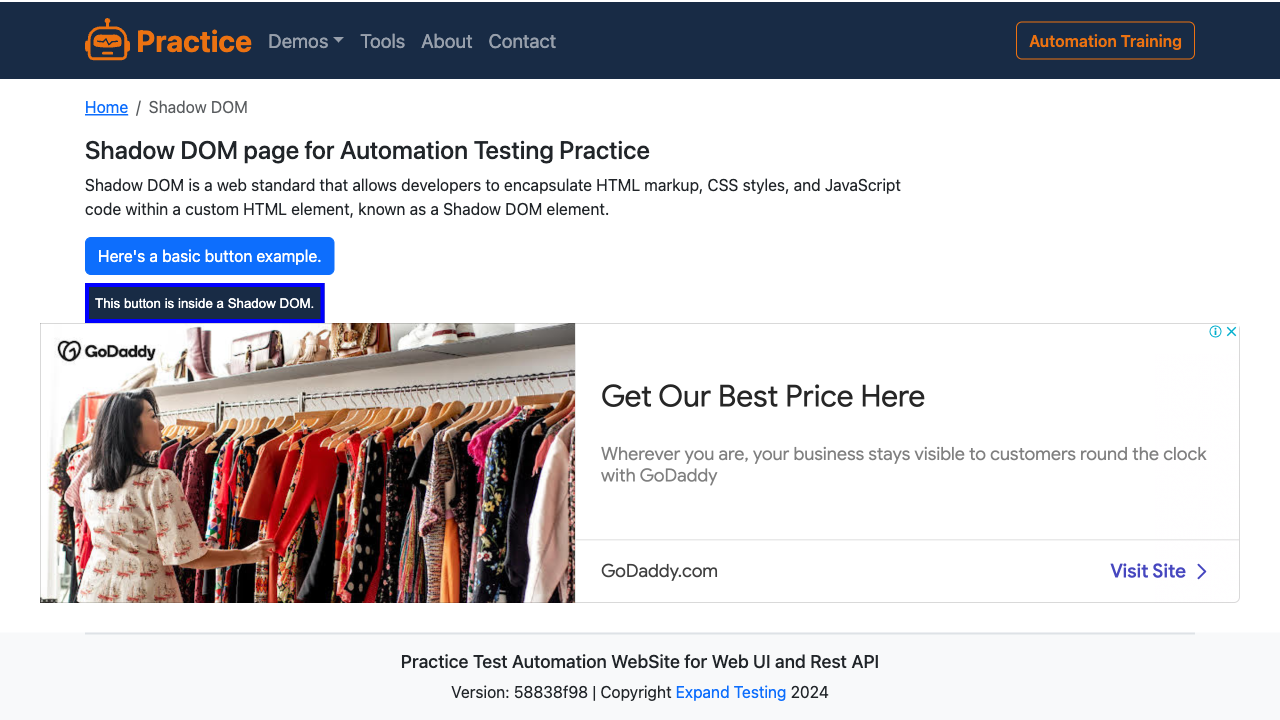 Practice Demos Tools About Contact Automation Training
Home / Shadow DOM
Shadow DOM page for Automation Testing Practice
Shadow DOM is a web standard that allows developers to encapsulate HTML markup, CSS styles, and JavaScript
code within a custom HTML element, known as a Shadow DOM element.
Here's a basic button example.
This button is inside a Shadow DOM.
GoDaddy
Get Our Best Price Here
Wherever you are, your business stays visible to customers round the clock
with GoDaddy
GoDaddy.com Visit Site
Practice Test Automation WebSite for Web UI and Rest API
Version: 58838f98 | Copyright Expand Testing 2024